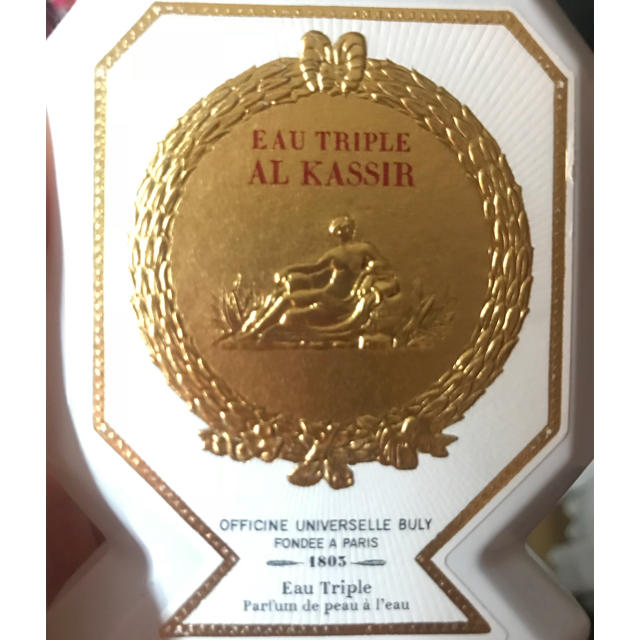 EAU TRIPLE
AL KASSIR
OFFICINE UNIVERSELLE BULY
FONDEE A PARIS
1803
Eau Triple
Parfum de peau à l'eau